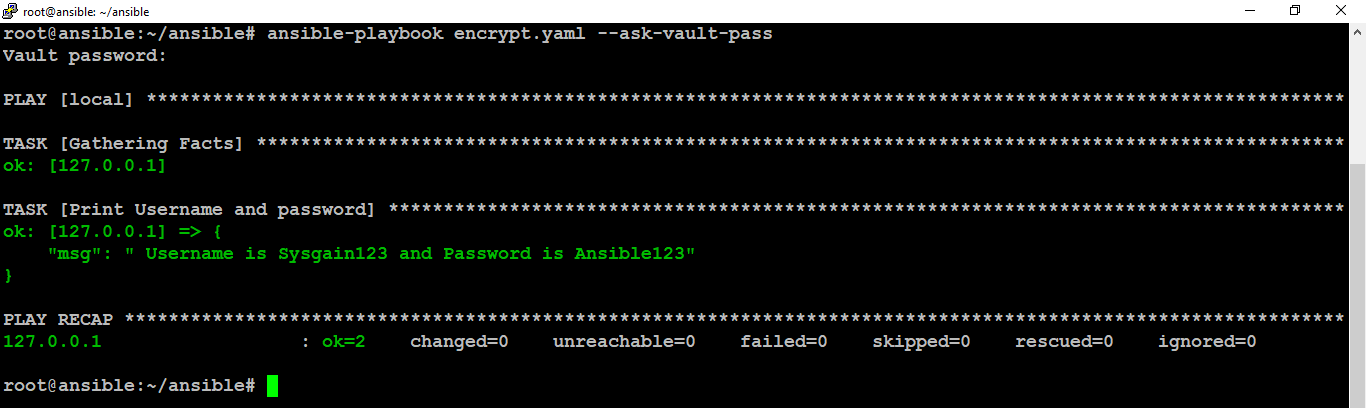 root@ansible: ~/ansible
root@ansible:~/ansible# ansible-playbook encrypt.yaml --ask-vault-pass
Vault password:
PLAY [local] *************************************************************************************************************
TASK [Gathering Facts] ***************************************************************************************************
ok: [127.0.0.1]
TASK [Print Username and password] ***************************************************************************************
ok: [127.0.0.1] => {
    "msg": " Username is Sysgain123 and Password is Ansible123"
}
PLAY RECAP ***************************************************************************************************************
127.0.0.1                  : ok=2    changed=0    unreachable=0    failed=0    skipped=0    rescued=0    ignored=0
root@ansible:~/ansible#